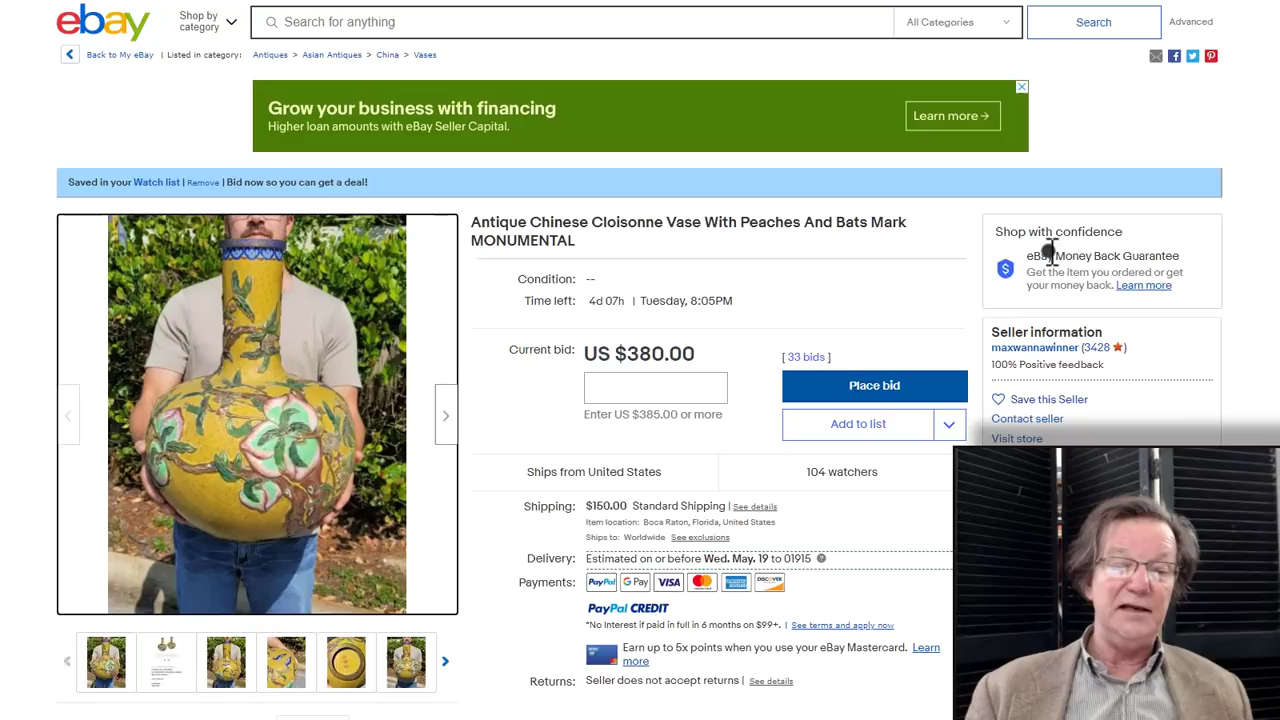 ebay
Shop by
category
Search for anything
All Categories
Search
Advanced
Back to My eBay | Listed in category: Antiques > Asian Antiques > China > Vases
Grow your business with financing
Higher loan amounts with eBay Seller Capital.
Learn more →
Saved in your Watch list | Remove | Bid now so you can get a deal!
Antique Chinese Cloisonne Vase With Peaches And Bats Mark
MONUMENTAL
Condition: --
Time left: 4d 07h | Tuesday, 8:05PM
Current bid: US $380.00
[ 33 bids ]
Place bid
Enter US $385.00 or more
Add to list
Ships from United States
104 watchers
Shipping: $150.00 Standard Shipping | See details
Item location: Boca Raton, Florida, United States
Ships to: Worldwide See exclusions
Delivery: Estimated on or before Wed. May. 19 to 01915
Payments: PayPal G Pay VISA
PayPal CREDIT
*No Interest if paid in full in 6 months on $99+. | See terms and apply now
Earn up to 5x points when you use your eBay Mastercard. Learn
more
Returns: Seller does not accept returns | See details
Shop with confidence
eBay Money Back Guarantee
Get the item you ordered or get
your money back. Learn more
Seller information
maxwannawinner (3428 ★)
100% Positive feedback
Save this Seller
Contact seller
Visit store